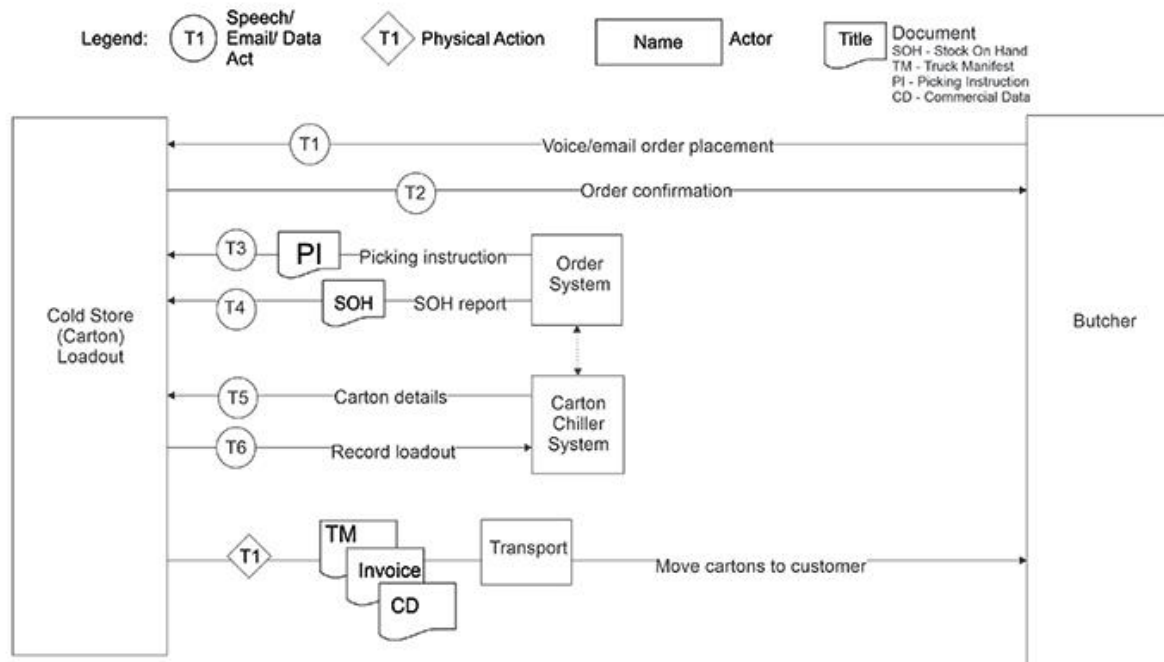 Legend:
T1
Speech/
Email/ Data
Act
T1
Physical Action
Name
Actor
Title
Document
SOH - Stock On Hand
TM - Truck Manifest
PI - Picking Instruction
CD - Commercial Data
T1
Voice/email order placement
T2
Order confirmation
T3
PI
Picking instruction
Order
System
T4
SOH
SOH report
Cold Store
(Carton)
Loadout
Butcher
T5
Carton details
Carton
Chiller
System
T6
Record loadout
T1
TM
Invoice
CD
Transport
Move cartons to customer